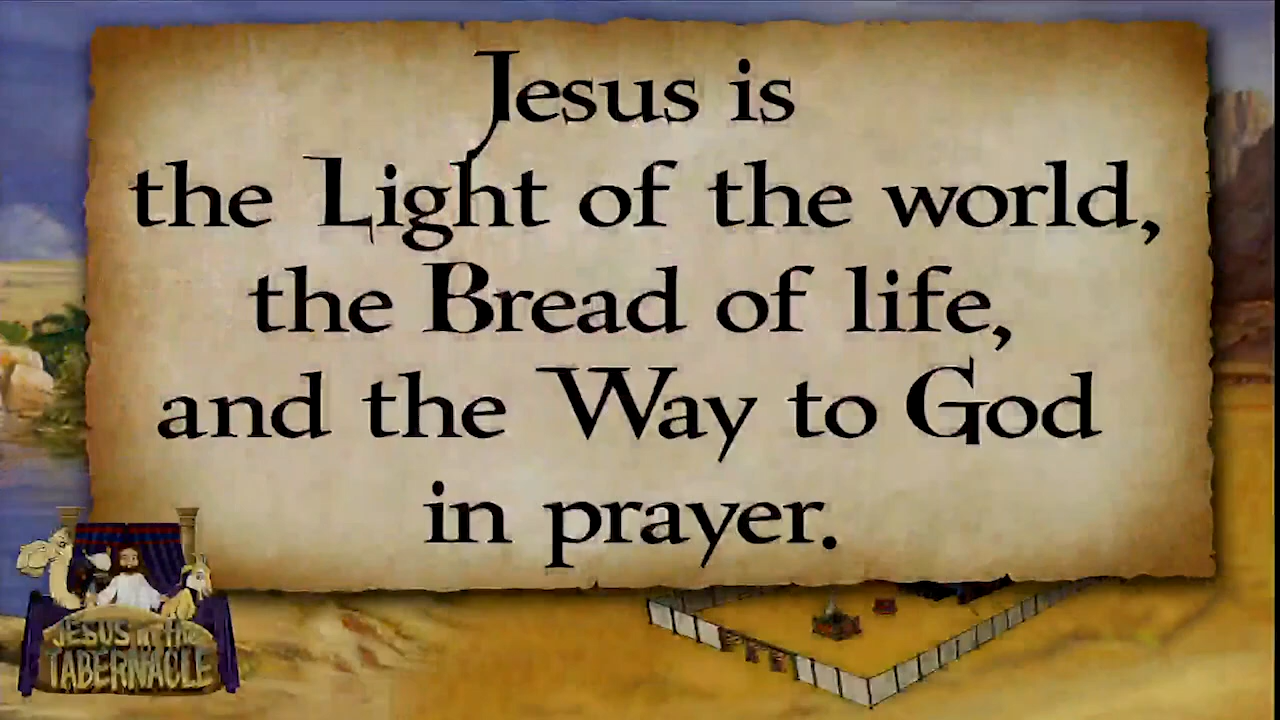 Jesus is
the Light of the world,
the Bread of life,
and the Way to God
in prayer.
JESUS in the
TABERNACLE